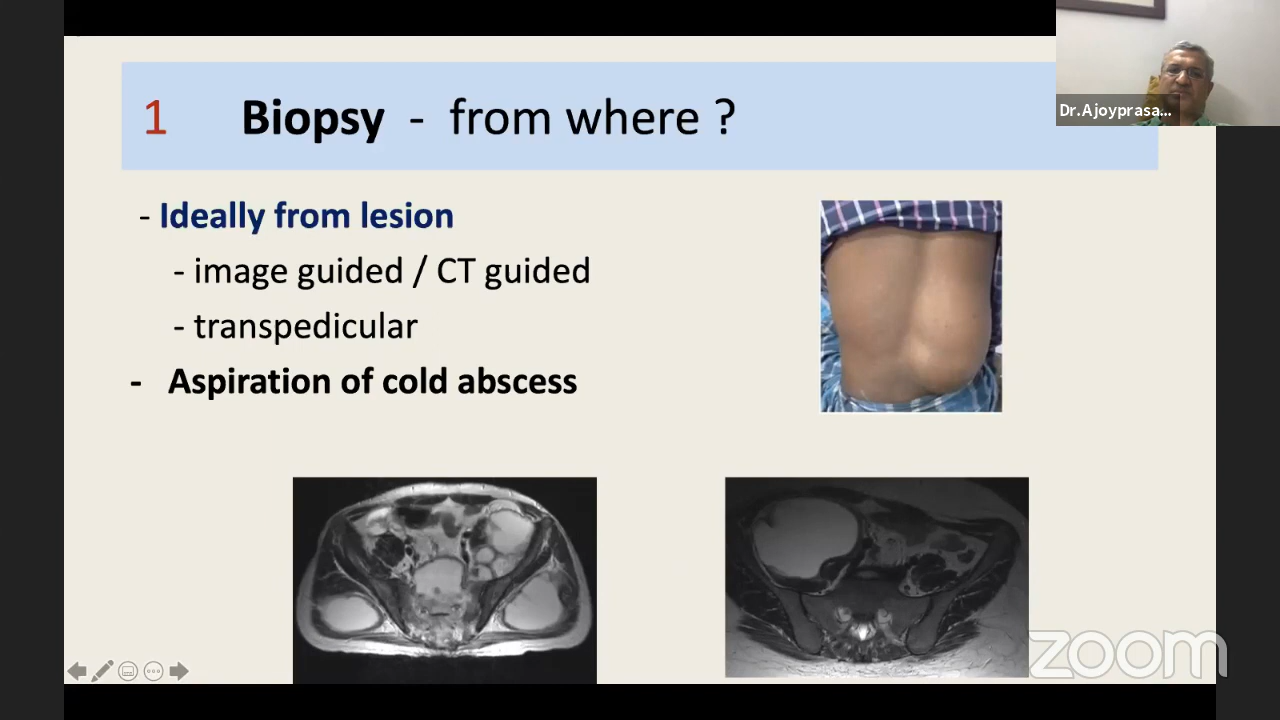 1 Biopsy - from where ?
- Ideally from lesion
- image guided / CT guided
- transpedicular
- Aspiration of cold abscess
Dr.Ajoyprasa...
zoom